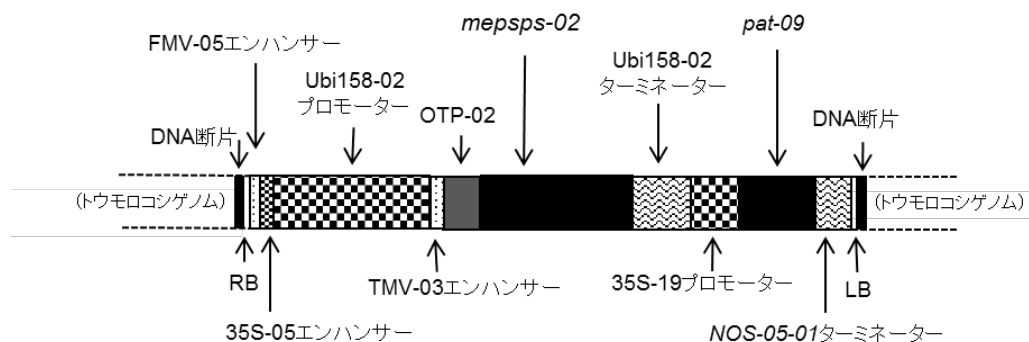 mepsps-02
pat-09
FMV-05エンハンサー
Ubi158-02
プロモーター
Ubi158-02
ターミネーター
OTP-02
DNA断片
DNA断片
(トウモロコシゲノム)
(トウモロコシゲノム)
RB
TMV-03エンハンサー
35S-19プロモーター
LB
35S-05エンハンサー
NOS-05-01ターミネーター